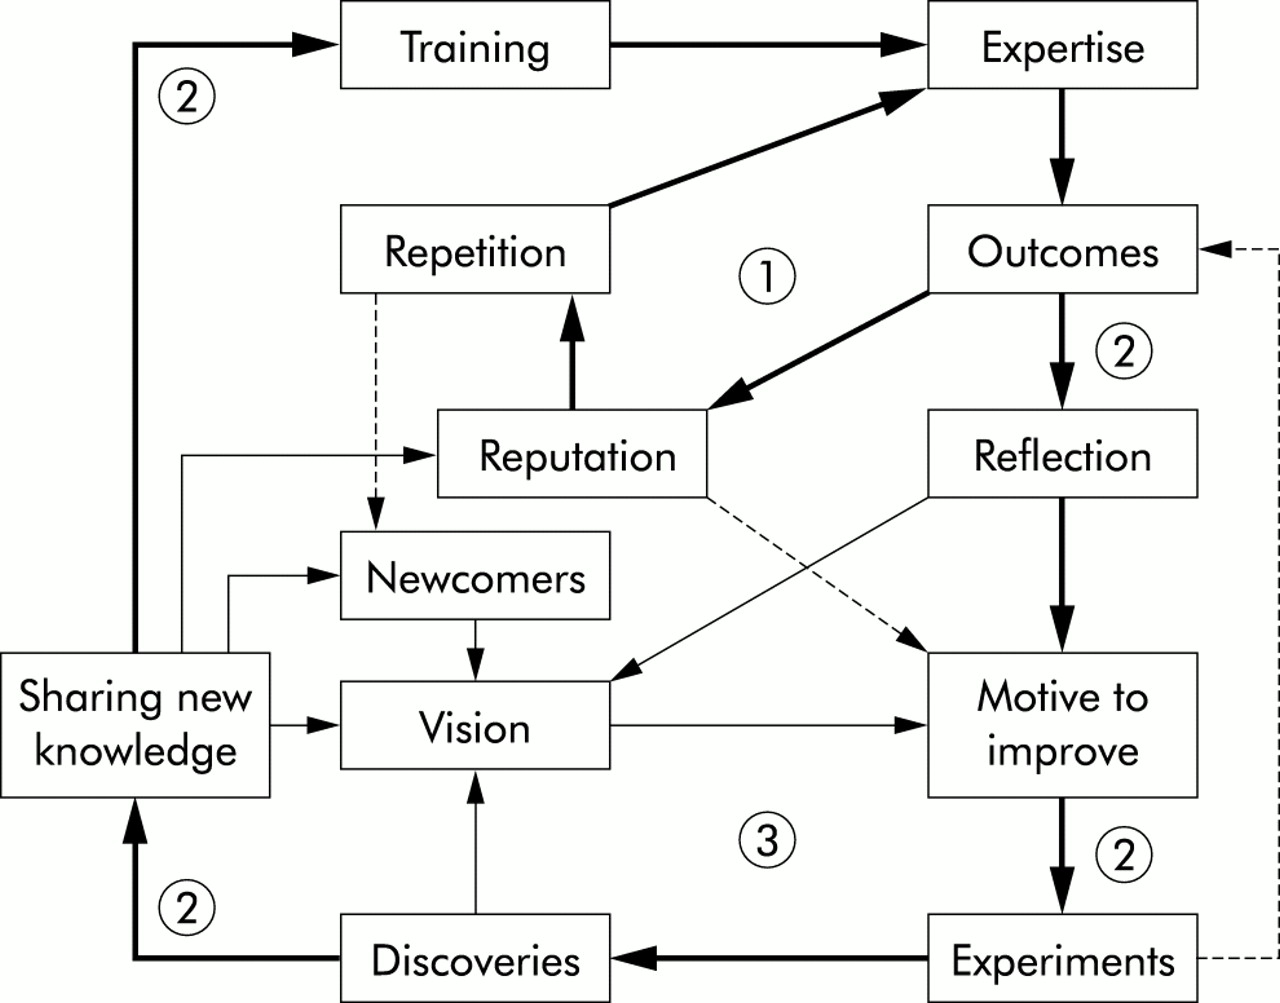 Training
Expertise
②
Repetition
①
Outcomes
②
Reputation
Reflection
Newcomers
Sharing new
knowledge
Vision
Motive to
improve
③
②
②
Discoveries
Experiments